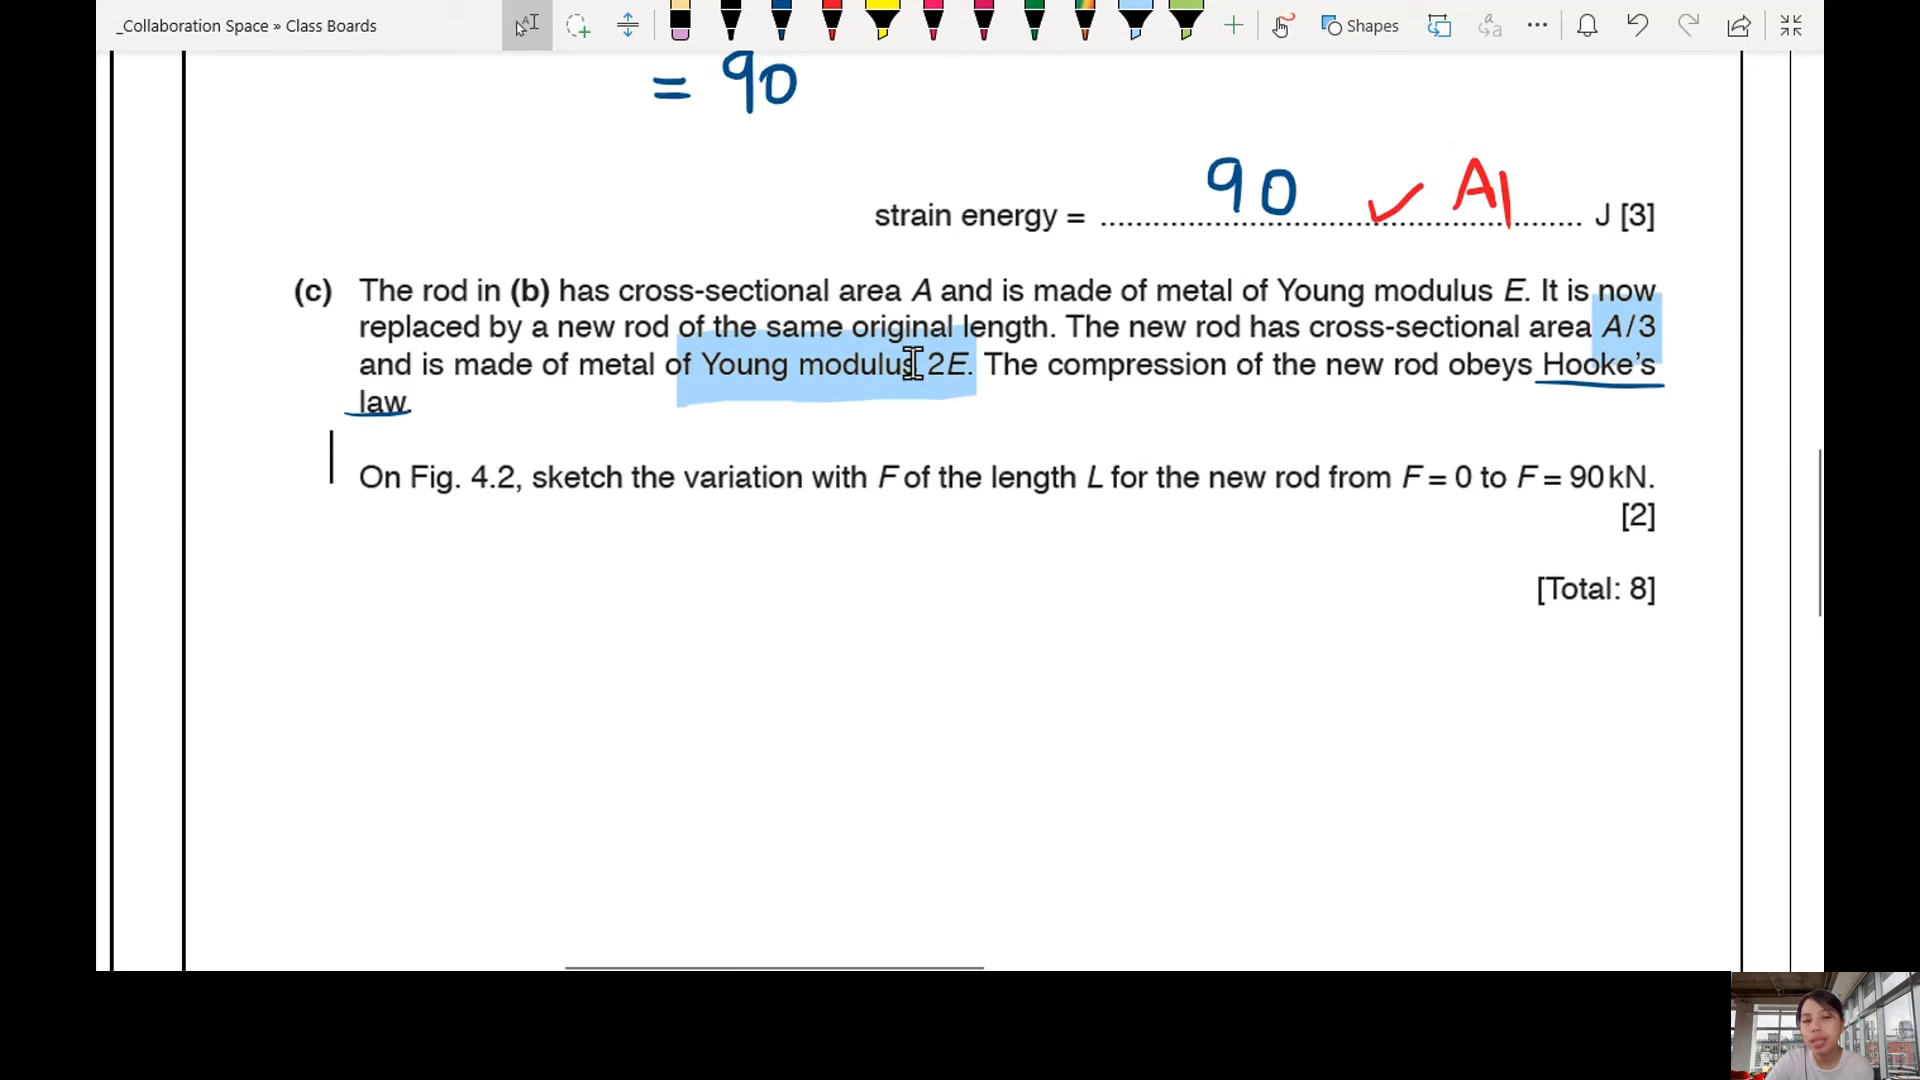 _Collaboration Space » Class Boards
Shapes
= 90
strain energy = 90 ✓ A1 J [3]
(c) The rod in (b) has cross-sectional area A and is made of metal of Young modulus E. It is now
replaced by a new rod of the same original length. The new rod has cross-sectional area A/3
and is made of metal of Young modulus 2E. The compression of the new rod obeys Hooke's
law.
On Fig. 4.2, sketch the variation with F of the length L for the new rod from F = 0 to F = 90 kN.
[2]
[Total: 8]